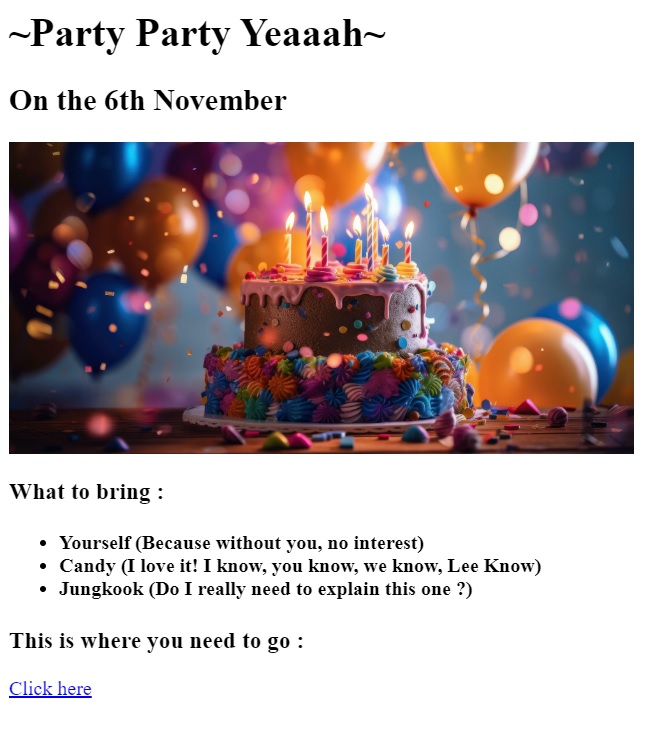 ~Party Party Yeaaah~
On the 6th November
What to bring :
Yourself (Because without you, no interest)
Candy (I love it! I know, you know, we know, Lee Know)
Jungkook (Do I really need to explain this one ?)
This is where you need to go :
Click here